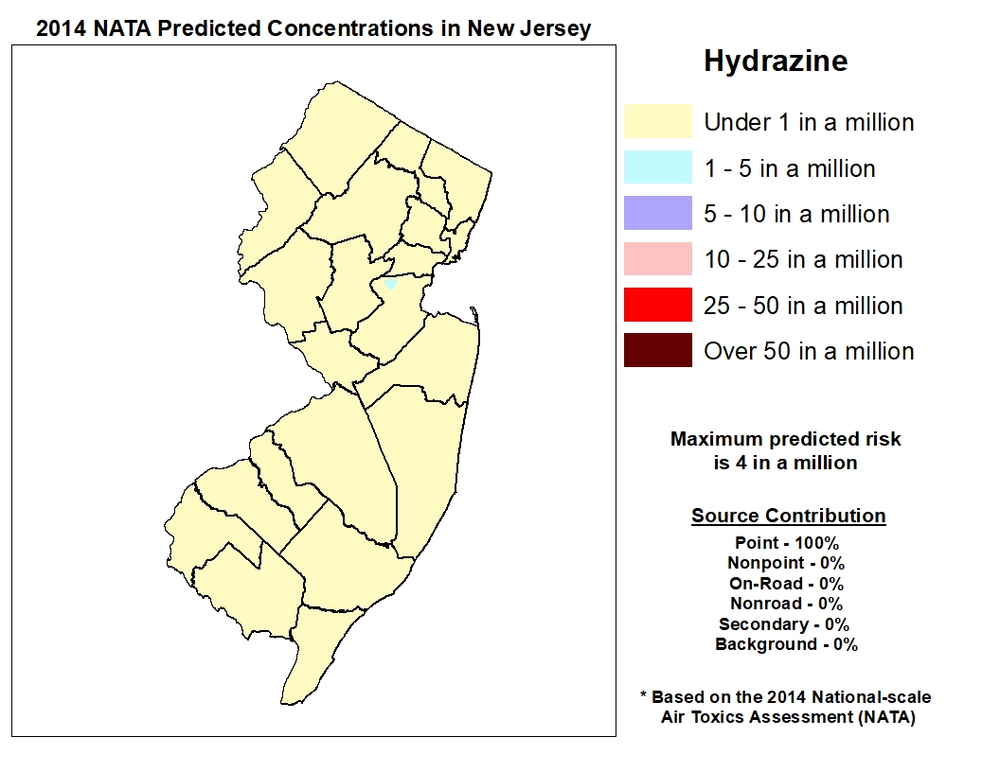 2014 NATA Predicted Concentrations in New Jersey
Hydrazine
Under 1 in a million
1 - 5 in a million
5 - 10 in a million
10 - 25 in a million
25 - 50 in a million
Over 50 in a million
Maximum predicted risk
is 4 in a million
Source Contribution
Point - 100%
Nonpoint - 0%
On-Road - 0%
Nonroad - 0%
Secondary - 0%
Background - 0%
* Based on the 2014 National-scale
Air Toxics Assessment (NATA)